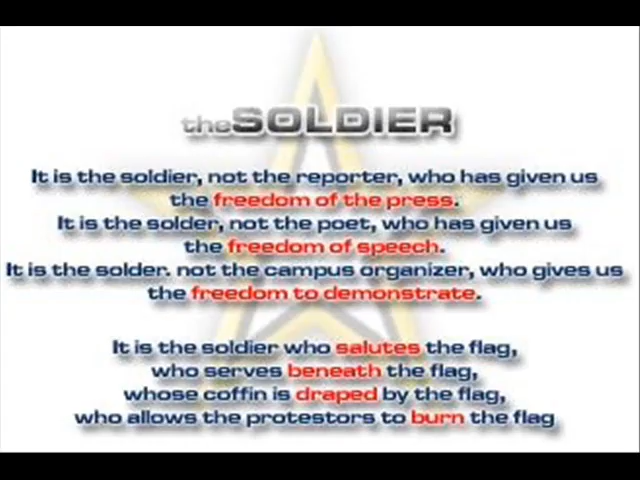 theSOLDIER
It is the soldier, not the reporter, who has given us
the freedom of the press.
It is the solder, not the poet, who has given us
the freedom of speech.
It is the solder. not the campus organizer, who gives us
the freedom to demonstrate.
It is the soldier who salutes the flag,
who serves beneath the flag,
whose coffin is draped by the flag,
who allows the protestors to burn the flag